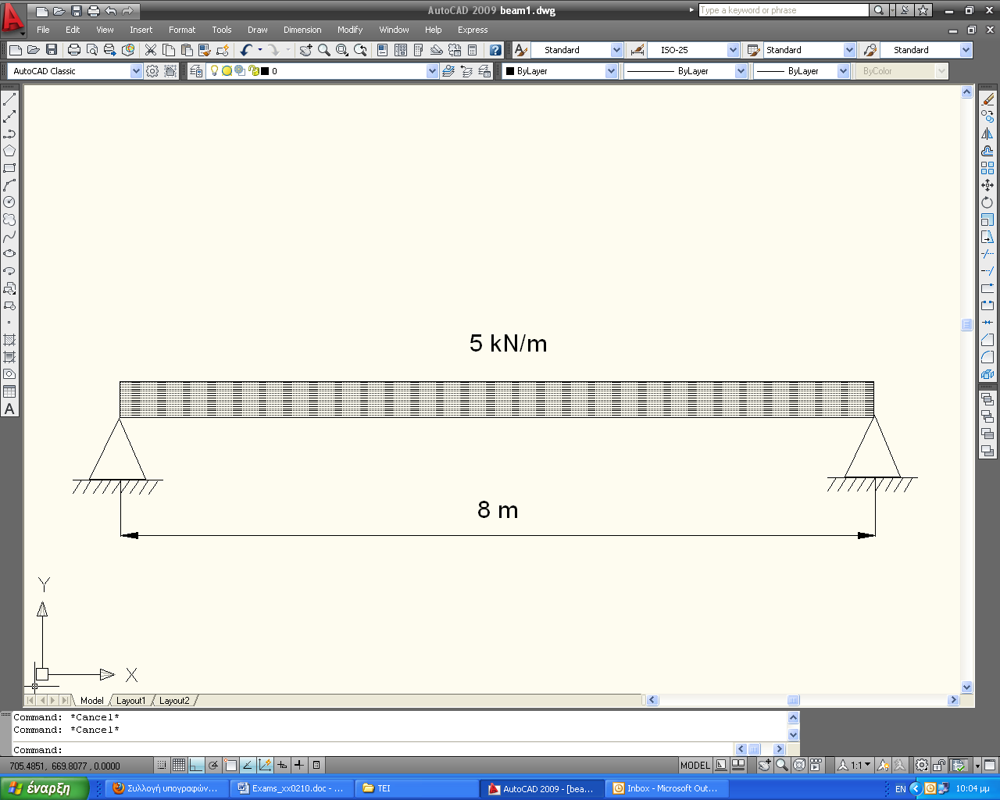 AutoCAD 2009 beam1.dwg
Type a keyword or phrase
File Edit View Insert Format Tools Draw Dimension Modify Window Help Express
Standard ISO-25 Standard Standard
AutoCAD Classic 0 ByLayer ByLayer ByLayer ByColor
A
5 kN/m
8 m
Y
X
Model Layout1 Layout2
Command: *Cancel*
Command: *Cancel*
Command:
705.4851, 669.8077 , 0.0000 MODEL 1:1
έναρξη Συλλογή υπογραφών... Exams_xx0210.doc - ... TEI AutoCAD 2009 - [bea... Inbox - Microsoft Out... EN 10:04 μμ